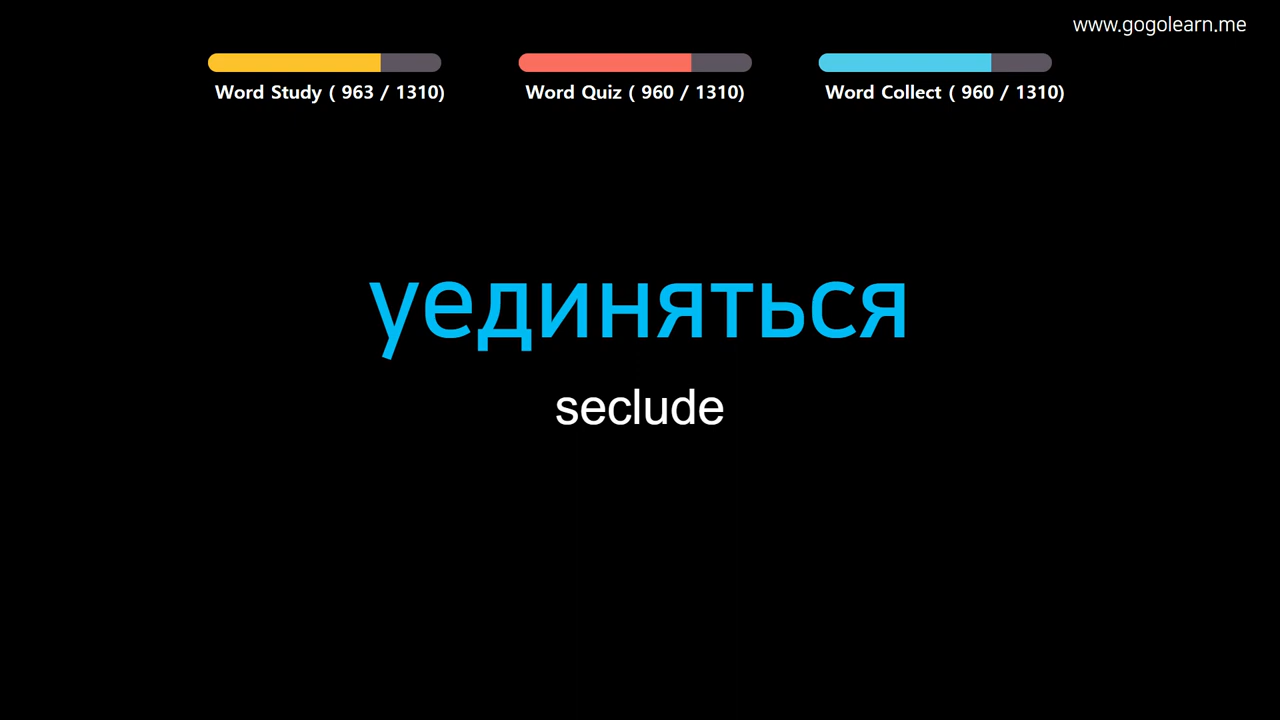 www.gogolearn.me
Word Study ( 963 / 1310)
Word Quiz ( 960 / 1310)
Word Collect ( 960 / 1310)
уединяться
seclude